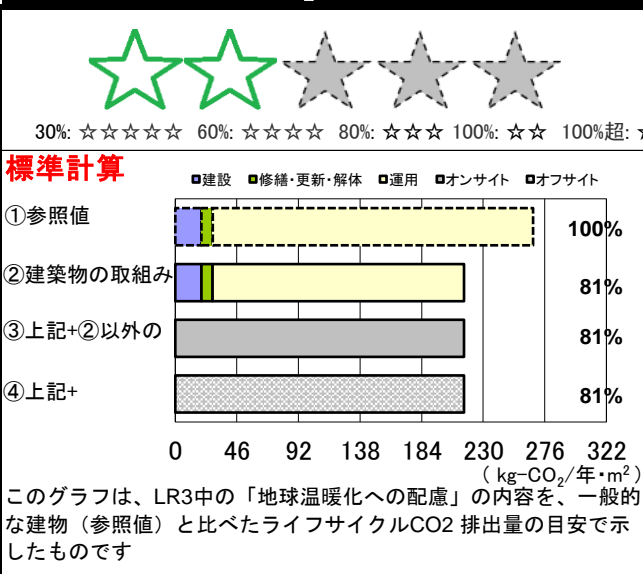 30%: ☆☆☆☆☆ 60%: ☆☆☆☆ 80%: ☆☆☆ 100%: ☆☆ 100%超:
標準計算
建設 修繕・更新・解体 運用 オンサイト オフサイト
①参照値 100%
②建築物の取組み 81%
③上記+②以外の 81%
④上記+ 81%
0 46 92 138 184 230 276 322
( kg-CO2/年・m2 )
このグラフは、LR3中の「地球温暖化への配慮」の内容を、一般的
な建物（参照値）と比べたライフサイクルCO2 排出量の目安で示
したものです